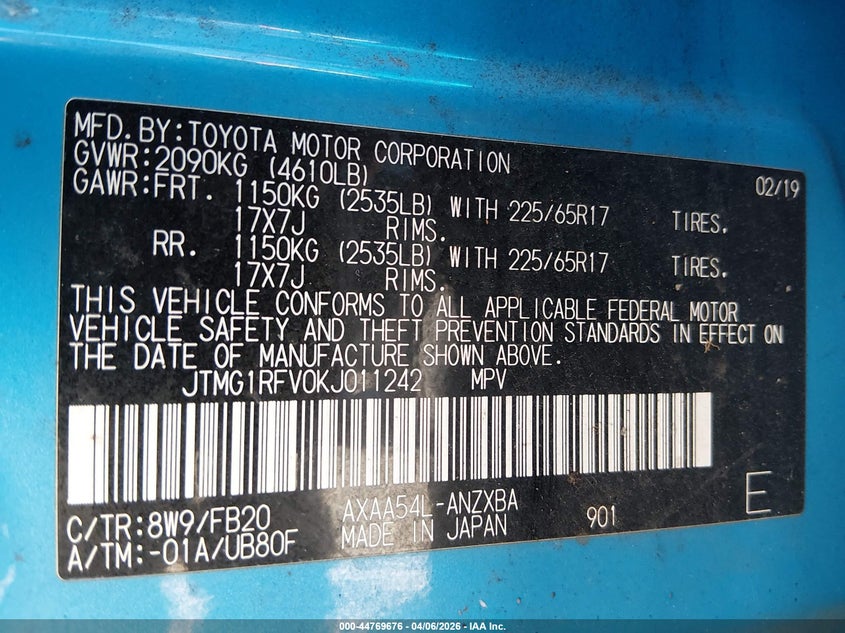 MFD.BY:TOYOTA MOTOR CORPORATION 02/19
GVWR:2090KG (4610LB)
GAWR:FRT. 1150KG (2535LB) WITH 225/65R17 TIRES.
17X7J RIMS.
RR. 1150KG (2535LB) WITH 225/65R17 TIRES.
17X7J RIMS.
THIS VEHICLE CONFORMS TO ALL APPLICABLE FEDERAL MOTOR
VEHICLE SAFETY AND THEFT PREVENTION STANDARDS IN EFFECT ON
THE DATE OF MANUFACTURE SHOWN ABOVE.
JTMG1RFV0KJ011242 MPV
C/TR:8W9/FB20 AXAA54L-ANZXBA 901 E
A/TM:-01A/UB80F MADE IN JAPAN
000-44769676 | 04/06/2026 - IAA Inc.